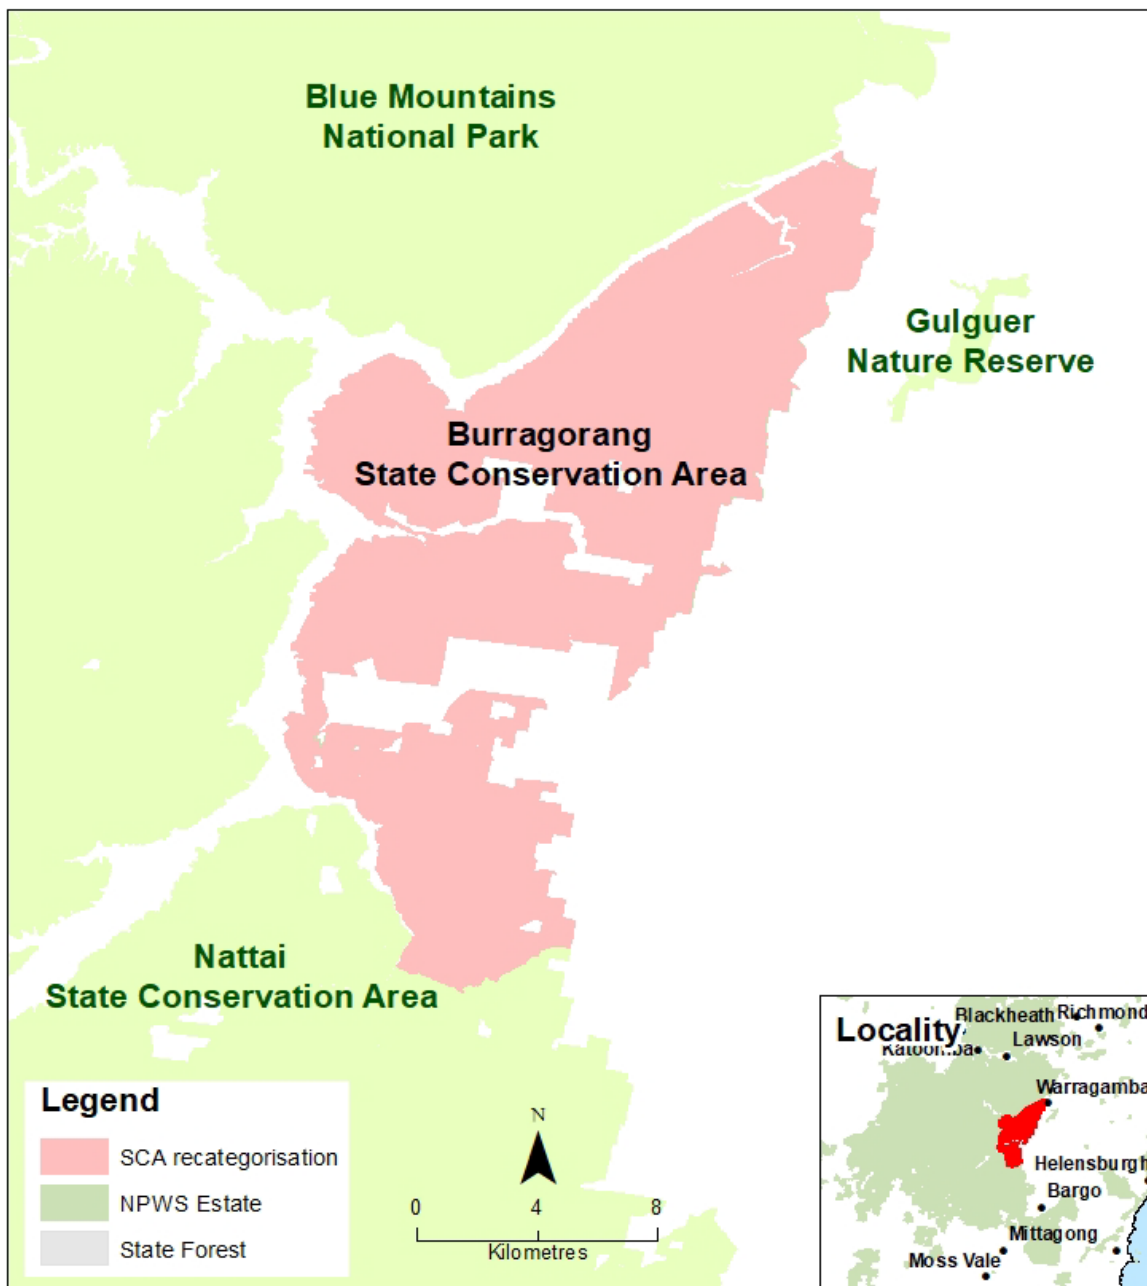 Blue Mountains
National Park
Gulguer
Nature Reserve
Burragorang
State Conservation Area
Nattai
State Conservation Area
Legend
SCA recategorisation
NPWS Estate
State Forest
N
0 4 8
Kilometres
Locality
Blackheath
Richmond
Katoomba
Lawson
Warragamba
Helensburgh
Bargo
Mittagong
Moss Vale